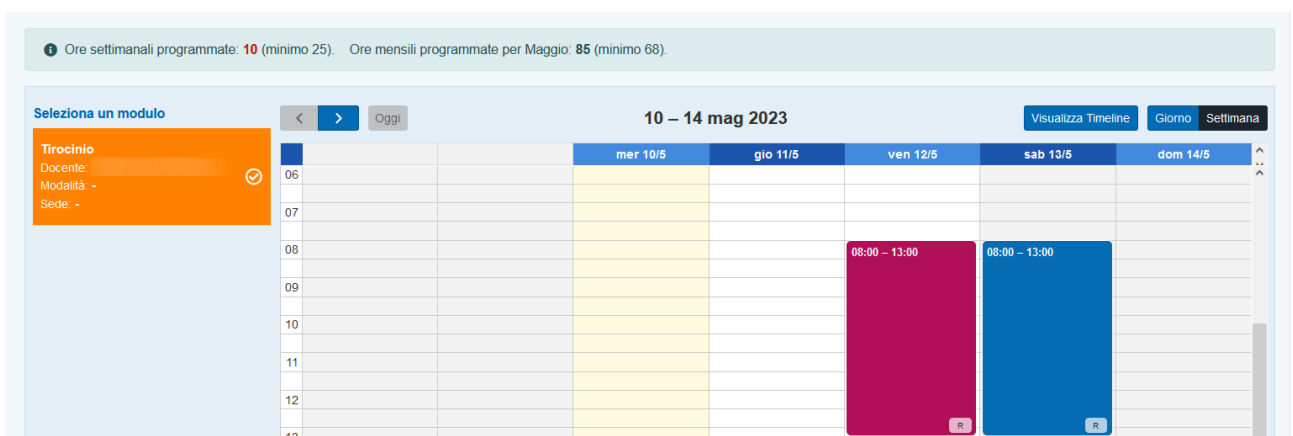 Ore settimanali programmate: 10 (minimo 25). Ore mensili programmate per Maggio: 85 (minimo 68).
Seleziona un modulo
Oggi
10 – 14 mag 2023
Visualizza Timeline
Giorno
Settimana
Tirocinio
Docente:
Modalità: -
Sede: -
mer 10/5
gio 11/5
ven 12/5
sab 13/5
dom 14/5
06
07
08
08:00 – 13:00
08:00 – 13:00
09
10
11
12
R
R